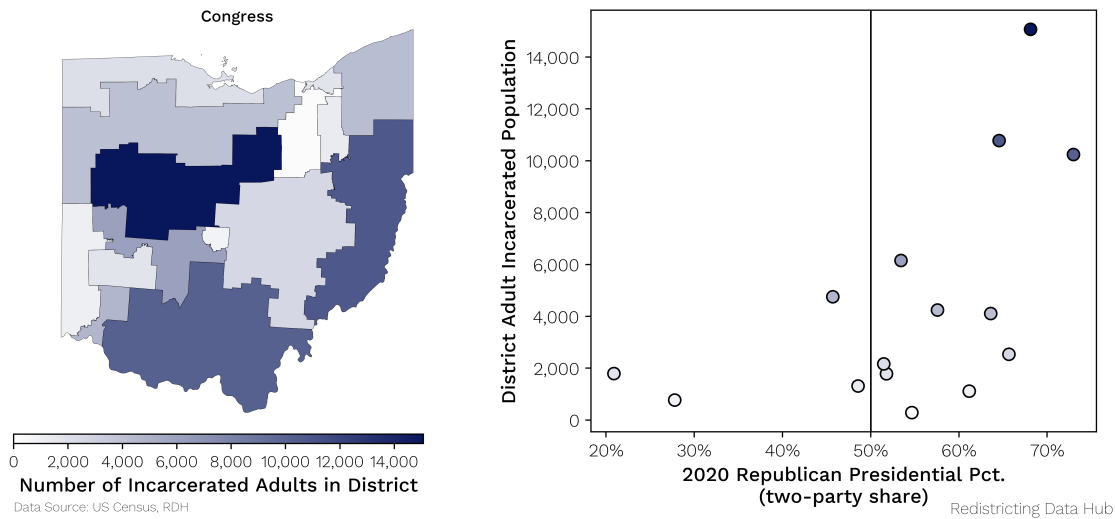 Congress
0 2,000 4,000 6,000 8,000 10,000 12,000 14,000
Number of Incarcerated Adults in District
Data Source: US Census, RDH
District Adult Incarcerated Population
14,000
12,000
10,000
8,000
6,000
4,000
2,000
0
20% 30% 40% 50% 60% 70%
2020 Republican Presidential Pct.
(two-party share)
Redistricting Data Hub